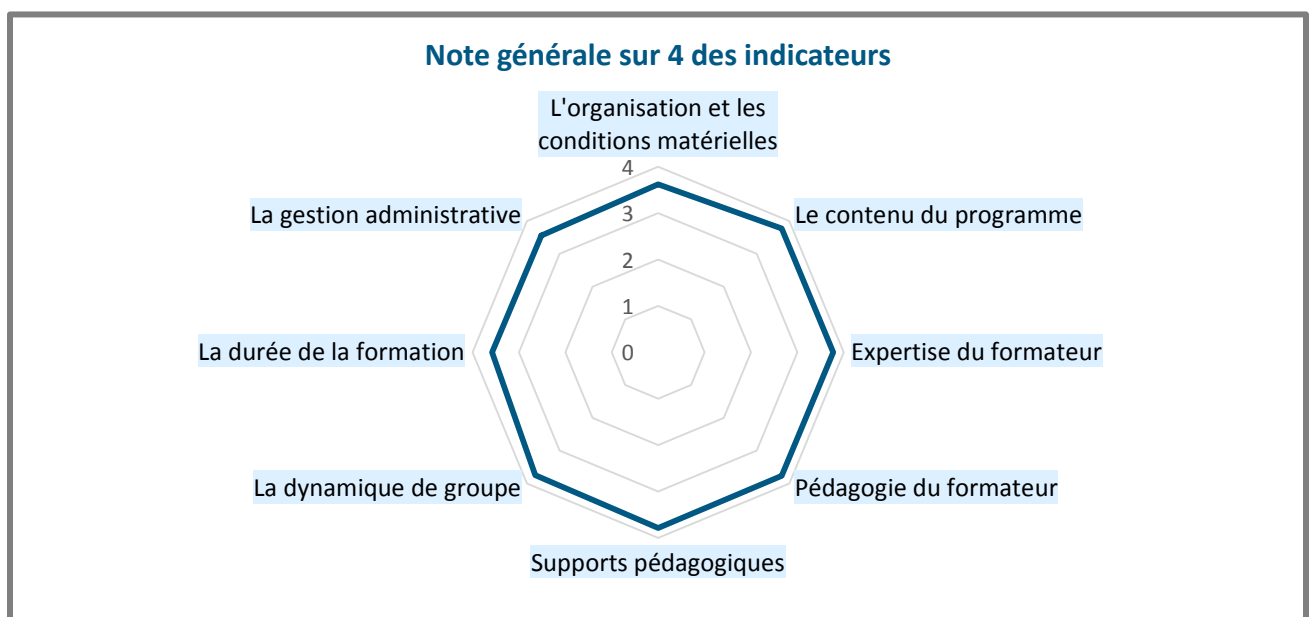 Note générale sur 4 des indicateurs
L'organisation et les
conditions matérielles
4
La gestion administrative
Le contenu du programme
3
2
1
La durée de la formation
0
Expertise du formateur
La dynamique de groupe
Pédagogie du formateur
Supports pédagogiques